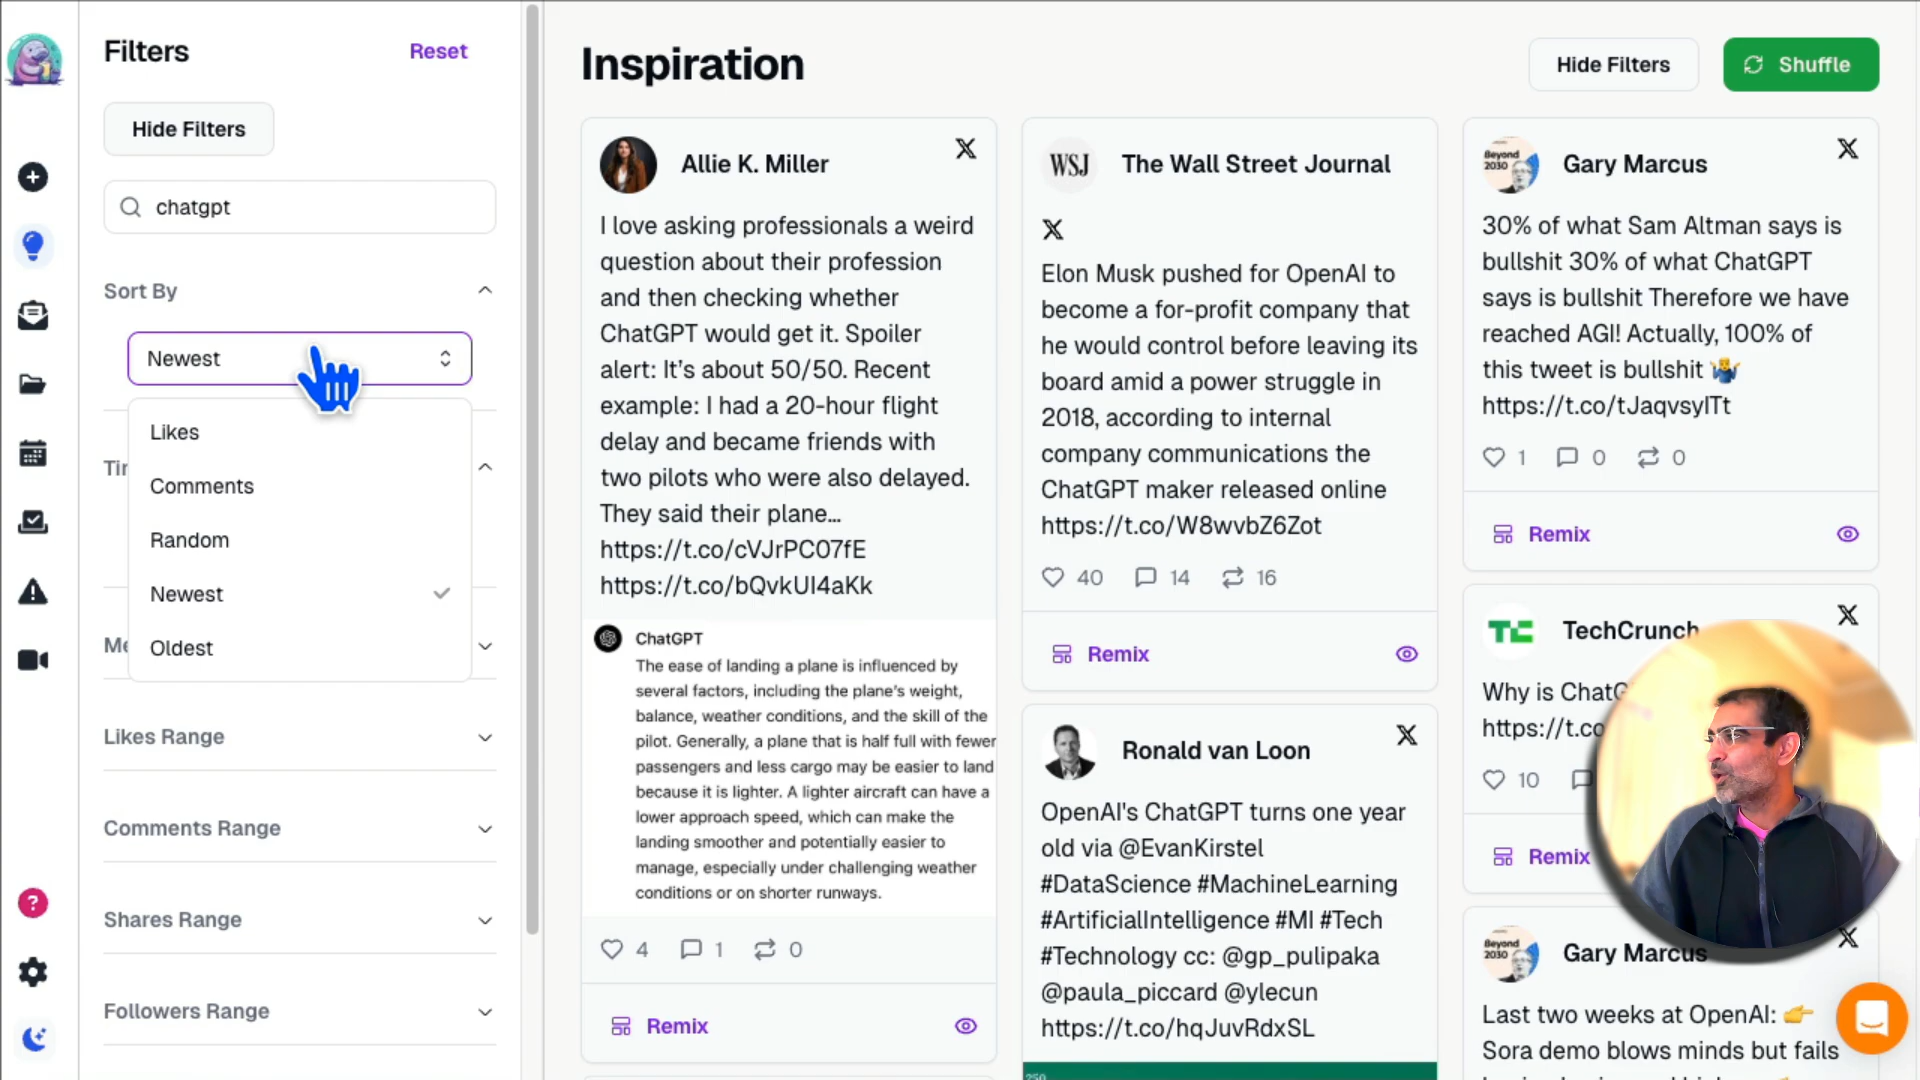 Filters
Reset
Hide Filters
chatgpt
Sort By
Newest
Likes
Comments
Random
Newest
Oldest
Likes Range
Comments Range
Shares Range
Followers Range
?
Inspiration
Hide Filters
Shuffle
Allie K. Miller
I love asking professionals a weird
question about their profession
and then checking whether
ChatGPT would get it. Spoiler
alert: It's about 50/50. Recent
example: I had a 20-hour flight
delay and became friends with
two pilots who were also delayed.
They said their plane...
https://t.co/cVJrPC07fE
https://t.co/bQvkUI4aKk
ChatGPT
The ease of landing a plane is influenced by
several factors, including the plane's weight,
balance, weather conditions, and the skill of the
pilot. Generally, a plane that is half full with fewer
passengers and less cargo may be easier to land
because it is lighter. A lighter aircraft can have a
lower approach speed, which can make the
landing smoother and potentially easier to
manage, especially under challenging weather
conditions or on shorter runways.
4 1 0
Remix
WSJ
The Wall Street Journal
Elon Musk pushed for OpenAI to
become a for-profit company that
he would control before leaving its
board amid a power struggle in
2018, according to internal
company communications the
ChatGPT maker released online
https://t.co/W8wvbZ6Zot
40 14 16
Remix
Ronald van Loon
OpenAI's ChatGPT turns one year
old via @EvanKirstel
#DataScience #MachineLearning
#ArtificialIntelligence #MI #Tech
#Technology cc: @gp_pulipaka
@paula_piccard @ylecun
https://t.co/hqJuvRdxSL
250
Beyond
2030
Gary Marcus
30% of what Sam Altman says is
bullshit 30% of what ChatGPT
says is bullshit Therefore we have
reached AGI! Actually, 100% of
this tweet is bullshit 🤷‍♂️
https://t.co/tJaqvsyITt
1 0 0
Remix
TC
TechCrunch
Why is ChatG
https://t.co
10
Remix
Beyond
2030
Gary Marcus
Last two weeks at OpenAI: 👉
Sora demo blows minds but fails